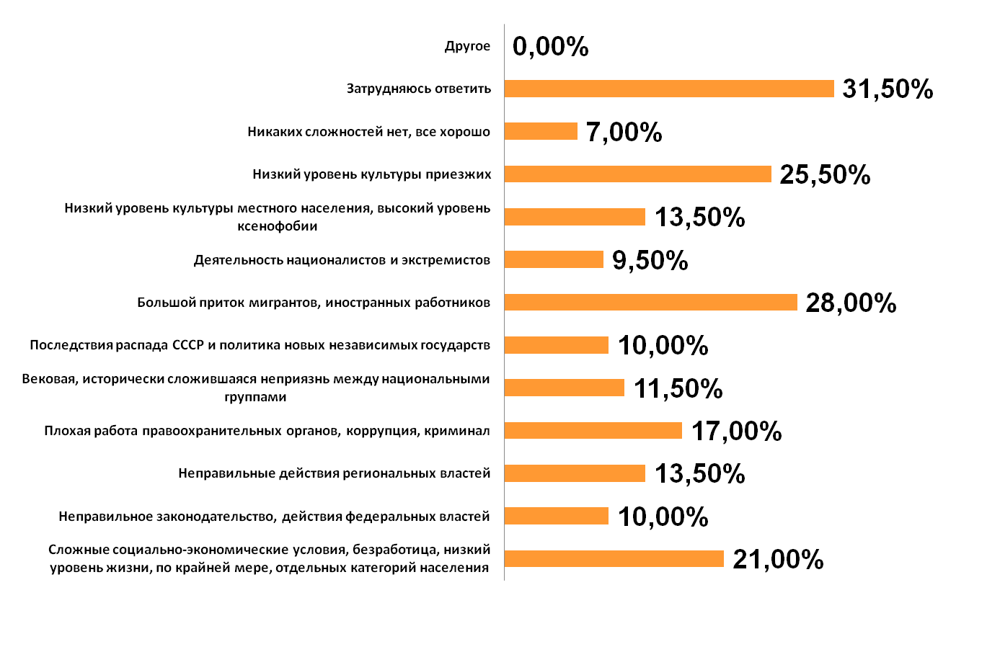 Другое
0,00%
Затрудняюсь ответить
31,50%
Никаких сложностей нет, все хорошо
7,00%
Низкий уровень культуры приезжих
25,50%
Низкий уровень культуры местного населения, высокий уровень
ксенофобии
13,50%
Деятельность националистов и экстремистов
9,50%
Большой приток мигрантов, иностранных работников
28,00%
Последствия распада СССР и политика новых независимых государств
10,00%
Вековая, исторически сложившаяся неприязнь между национальными
группами
11,50%
Плохая работа правоохранительных органов, коррупция, криминал
17,00%
Неправильные действия региональных властей
13,50%
Неправильное законодательство, действия федеральных властей
10,00%
Сложные социально-экономические условия, безработица, низкий
уровень жизни, по крайней мере, отдельных категорий населения
21,00%